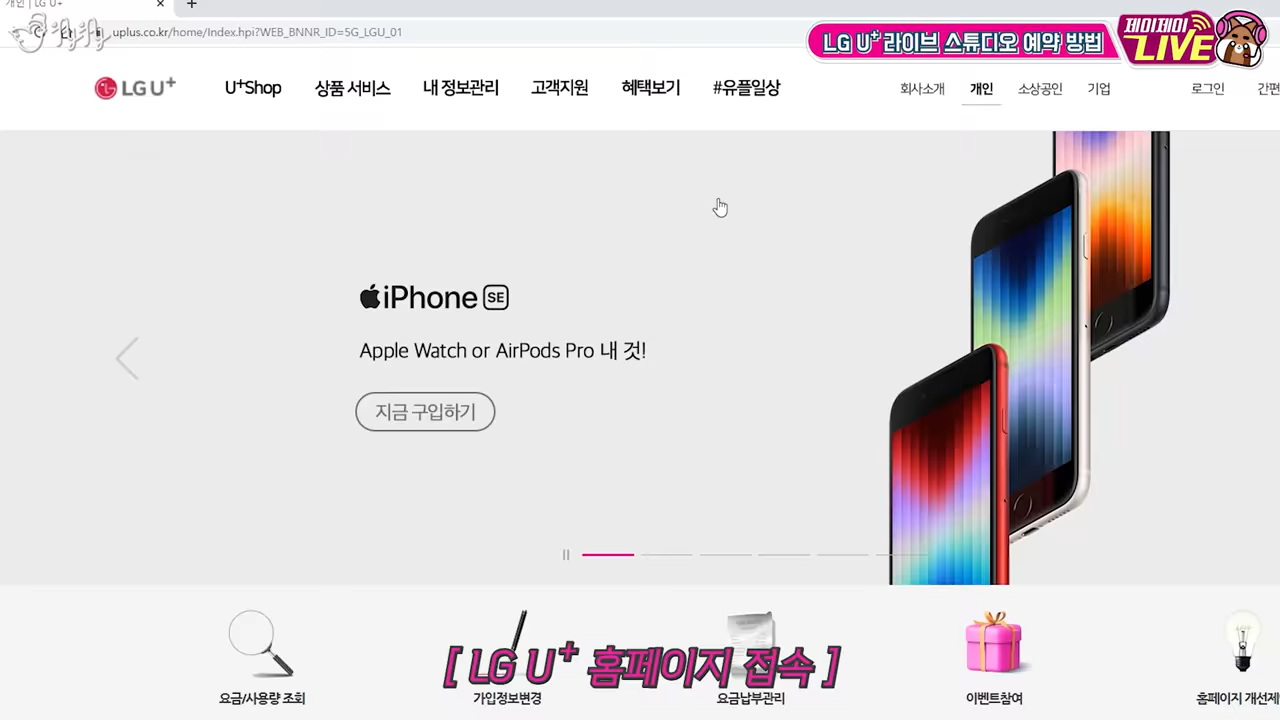 개인 | LG U+
uplus.co.kr/home/Index.hpi?WEB_BNNR_ID=5G_LGU_01
LG U+ 라이브 스튜디오 예약 방법
제이제이 LIVE
LG U+
U+Shop 상품 서비스 내 정보관리 고객지원 혜택보기 #유플일상
회사소개 개인 소상공인 기업 로그인 간편
iPhone SE
Apple Watch or AirPods Pro 내 것!
지금 구입하기
[ LG U+ 홈페이지 접속 ]
요금/사용량 조회 가입정보변경 요금납부관리 이벤트참여 홈페이지 개선제